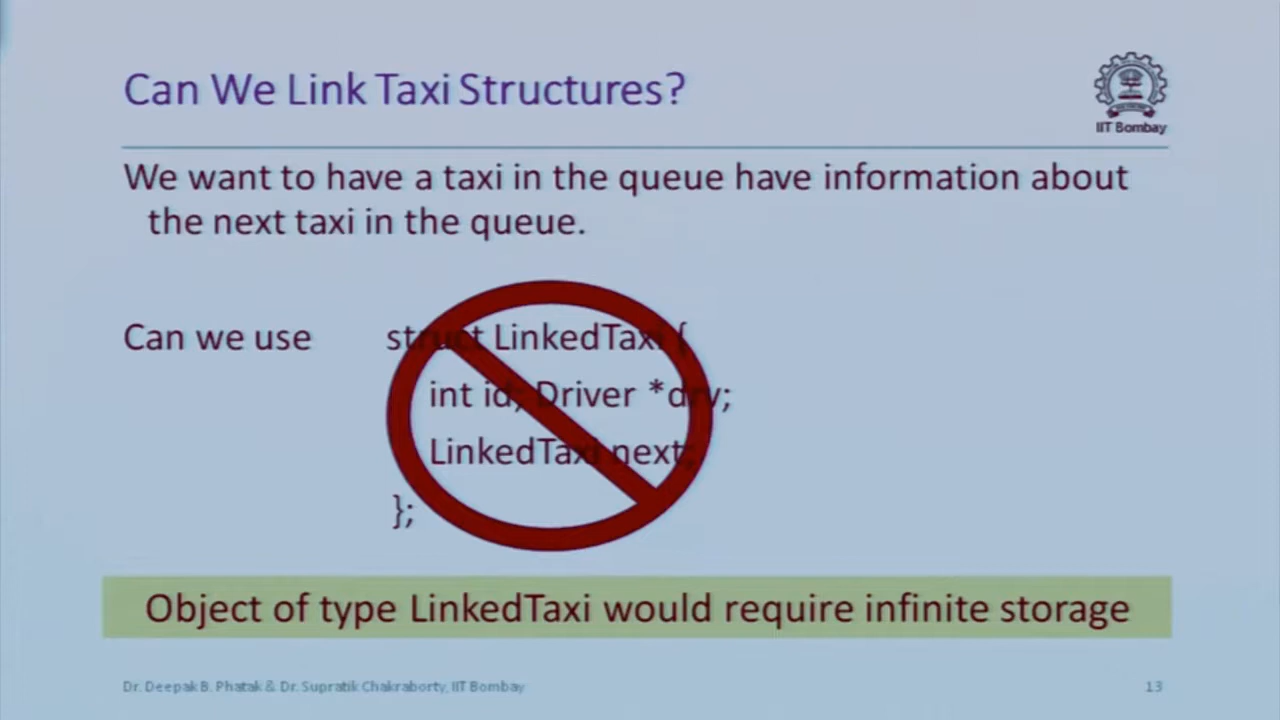 Can We Link Taxi Structures?
IIT Bombay
We want to have a taxi in the queue have information about
the next taxi in the queue.
Can we use struct LinkedTaxi {
int id; Driver *drv;
LinkedTaxi next;
};
Object of type LinkedTaxi would require infinite storage
Dr. Deepak B. Phatak & Dr. Supratik Chakraborty, IIT Bombay
13